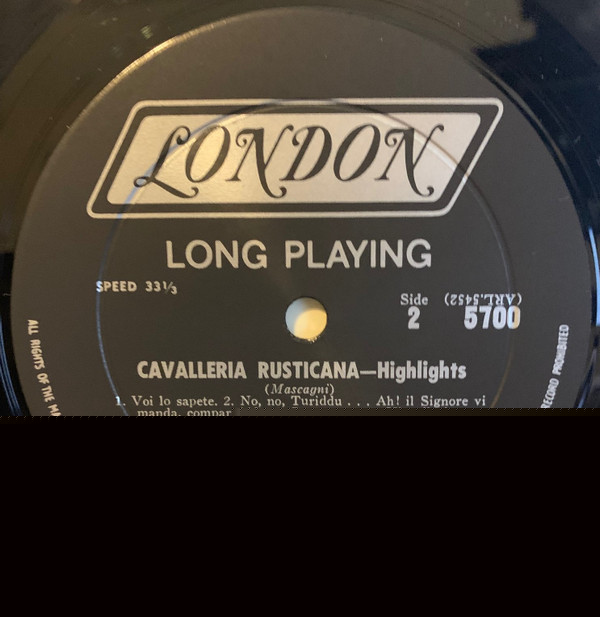 LONDON
LONG PLAYING
SPEED 33⅓
Side (ARL.5452)
2 5700
CAVALLERIA RUSTICANA—Highlights
(Mascagni)
1. Voi lo sapete. 2. No, no, Turiddu . . . Ah! il Signore vi
manda, compar
ALL RIGHTS OF THE
RECORD PROHIBITED